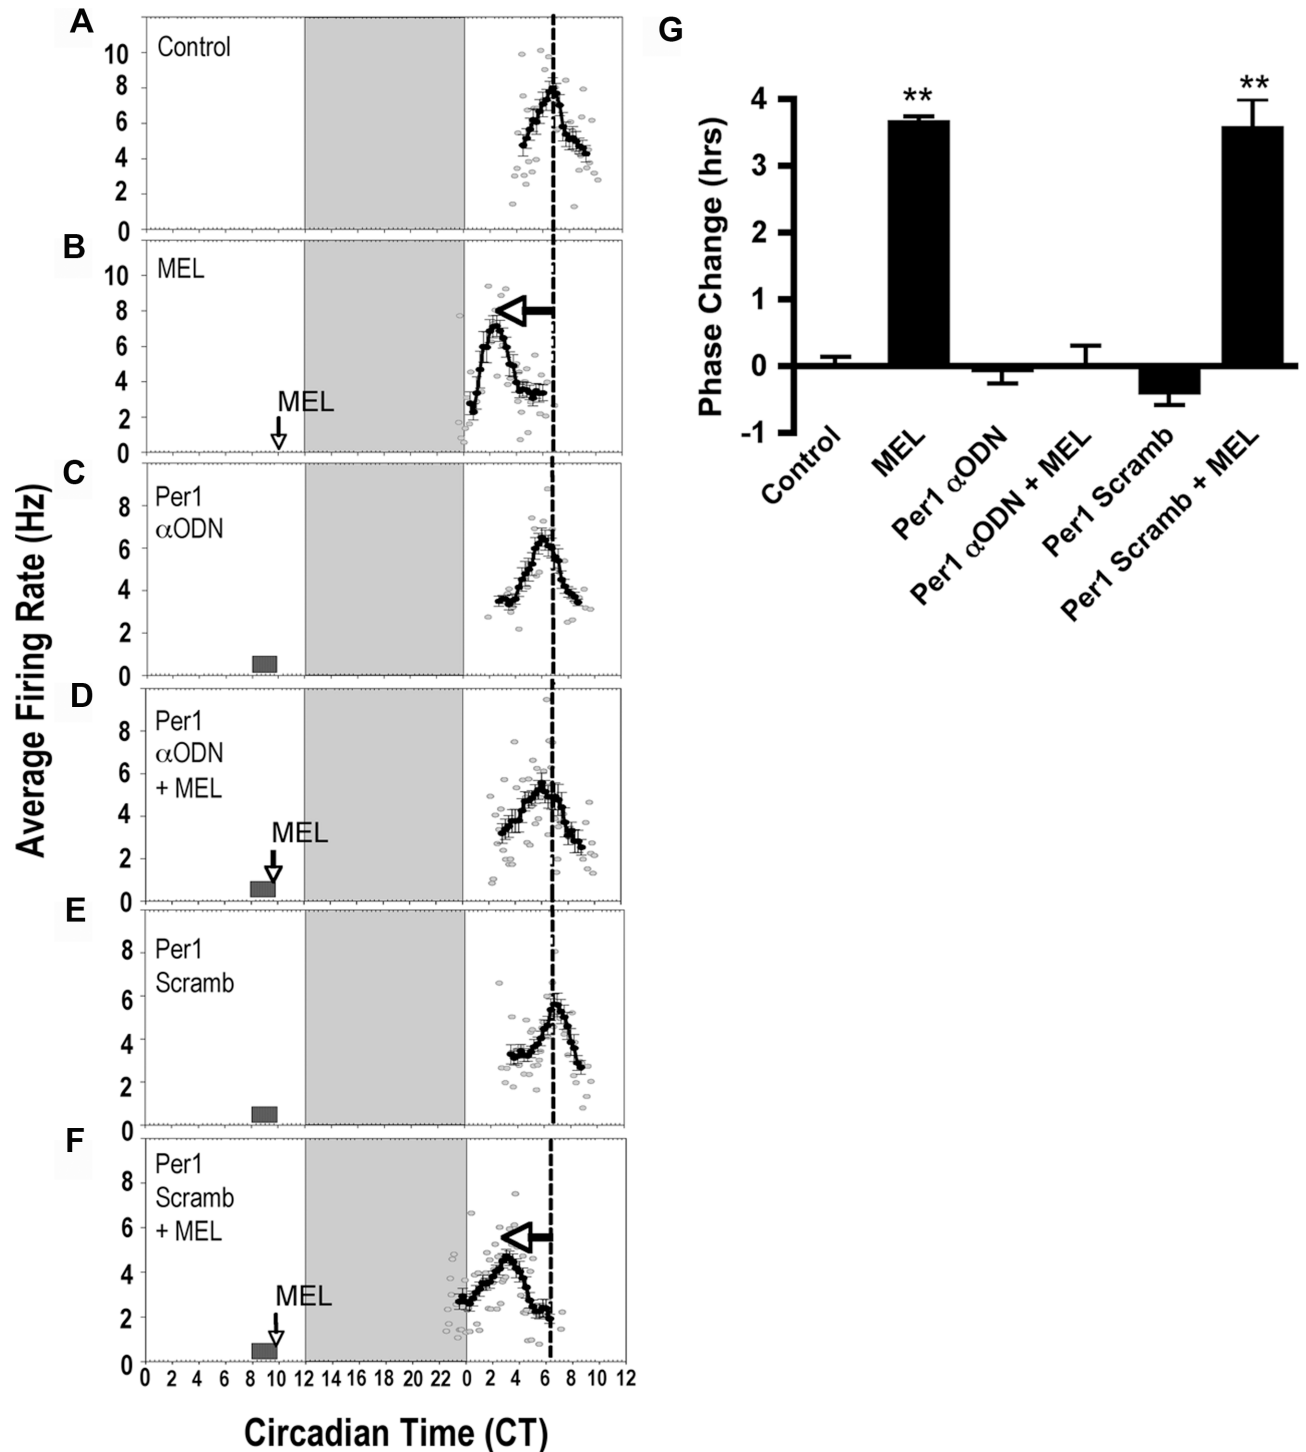 A
Control
10
8
6
4
2
0
B
MEL
10
8
6
4
2
0
MEL
C
Per1
αODN
8
6
4
2
0
D
Per1
αODN
+ MEL
8
6
4
2
0
MEL
E
Per1
Scramb
8
6
4
2
0
F
Per1
Scramb
+ MEL
8
6
4
2
0
MEL
0 2 4 6 8 10 12 14 16 18 20 22 0 2 4 6 8 10 12
Circadian Time (CT)
Average Firing Rate (Hz)
G
Phase Change (hrs)
4
3
2
1
0
-1
**
**
Control
MEL
Per1 αODN
Per1 αODN + MEL
Per1 Scramb
Per1 Scramb + MEL